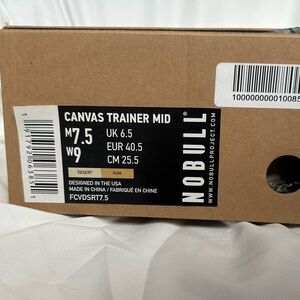 CANVAS TRAINER MID
M7.5 UK 6.5
W9 EUR 40.5
CM 25.5
DESERT GUM
DESIGNED IN THE USA
MADE IN CHINA / FABRIQUÉ EN CHINE
FCVDSRT7.5
NOBULL
WWW.NOBULLPROJECT.COM